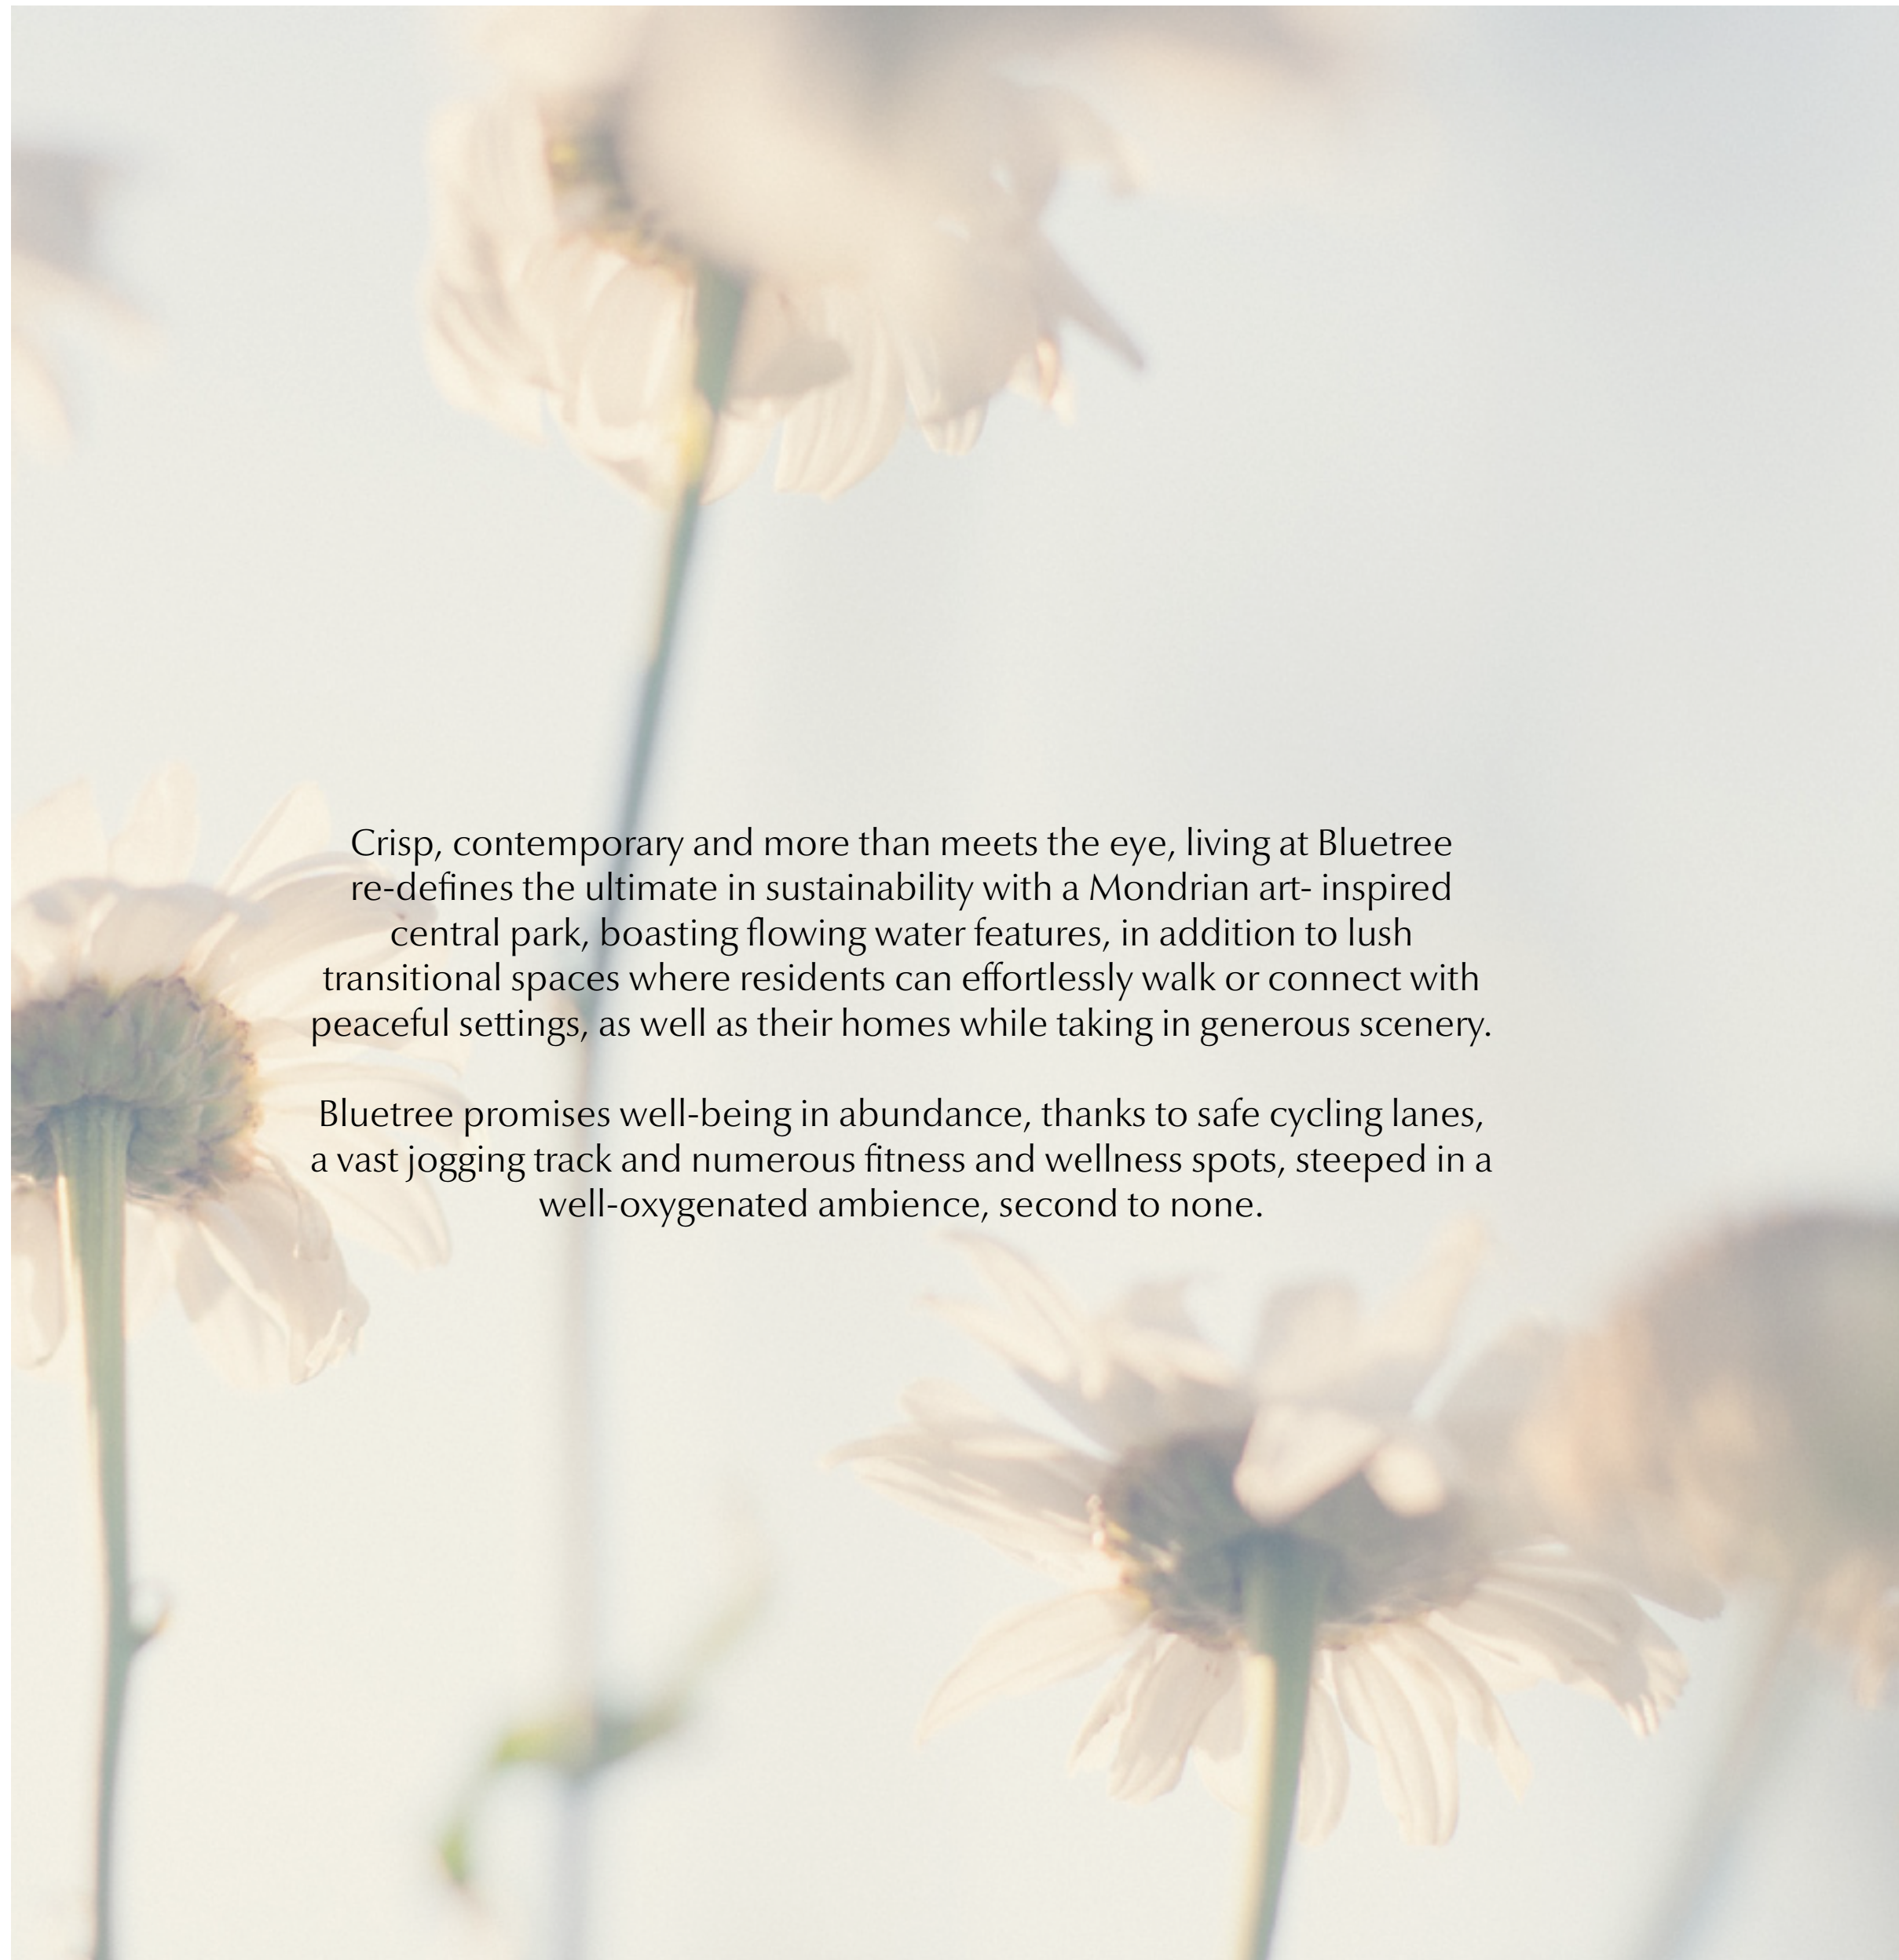 Crisp, contemporary and more than meets the eye, living at Bluetree
re-defines the ultimate in sustainability with a Mondrian art- inspired
central park, boasting flowing water features, in addition to lush
transitional spaces where residents can effortlessly walk or connect with
peaceful settings, as well as their homes while taking in generous scenery.
Bluetree promises well-being in abundance, thanks to safe cycling lanes,
a vast jogging track and numerous fitness and wellness spots, steeped in a
well-oxygenated ambience, second to none.